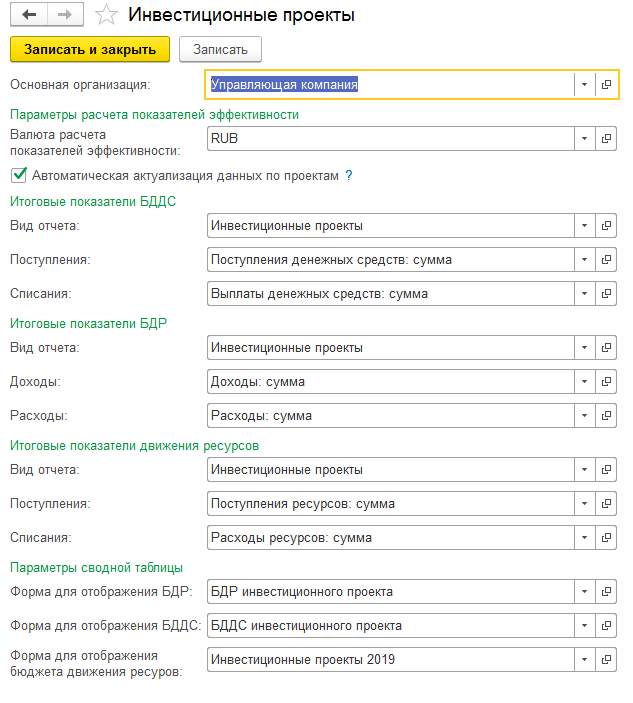 Инвестиционные проекты
Записать и закрыть Записать
Основная организация: Управляющая компания
Параметры расчета показателей эффективности
Валюта расчета
показателей эффективности: RUB
Автоматическая актуализация данных по проектам ?
Итоговые показатели БДДС
Вид отчета: Инвестиционные проекты
Поступления: Поступления денежных средств: сумма
Списания: Выплаты денежных средств: сумма
Итоговые показатели БДР
Вид отчета: Инвестиционные проекты
Доходы: Доходы: сумма
Расходы: Расходы: сумма
Итоговые показатели движения ресурсов
Вид отчета: Инвестиционные проекты
Поступления: Поступления ресурсов: сумма
Списания: Расходы ресурсов: сумма
Параметры сводной таблицы
Форма для отображения БДР: БДР инвестиционного проекта
Форма для отображения БДДС: БДДС инвестиционного проекта
Форма для отображения
бюджета движения ресуров: Инвестиционные проекты 2019